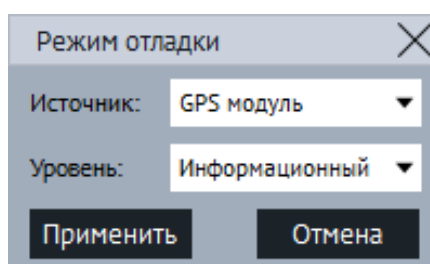 Режим отладки
Источник: GPS модуль
Уровень: Информационный
Применить Отмена